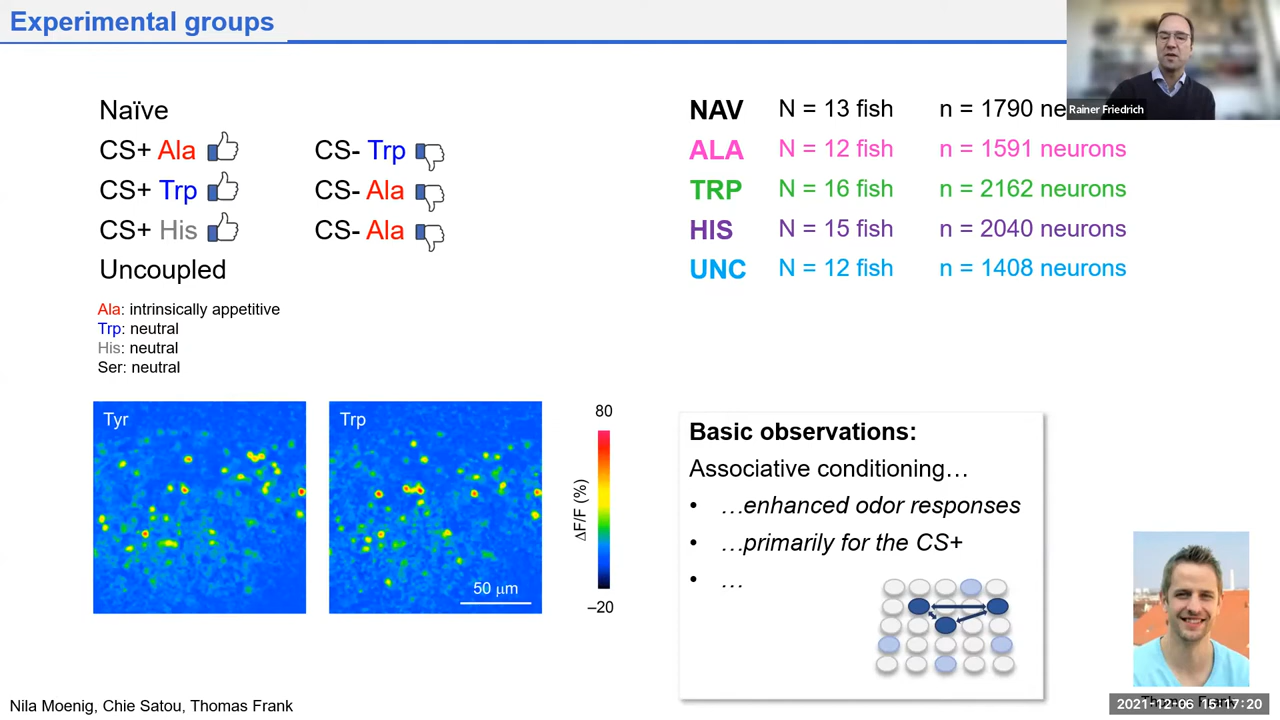 Experimental groups
Rainer Friedrich
Naïve
CS+ Ala CS- Trp
CS+ Trp CS- Ala
CS+ His CS- Ala
Uncoupled
NAV N = 13 fish n = 1790
ALA N = 12 fish n = 1591 neurons
TRP N = 16 fish n = 2162 neurons
HIS N = 15 fish n = 2040 neurons
UNC N = 12 fish n = 1408 neurons
Ala: intrinsically appetitive
Trp: neutral
His: neutral
Ser: neutral
Tyr
Trp
50 µm
80
ΔF/F (%)
–20
Basic observations:
Associative conditioning…
• …enhanced odor responses
• …primarily for the CS+
• …
Nila Moenig, Chie Satou, Thomas Frank
2021-12-06 16:17:20